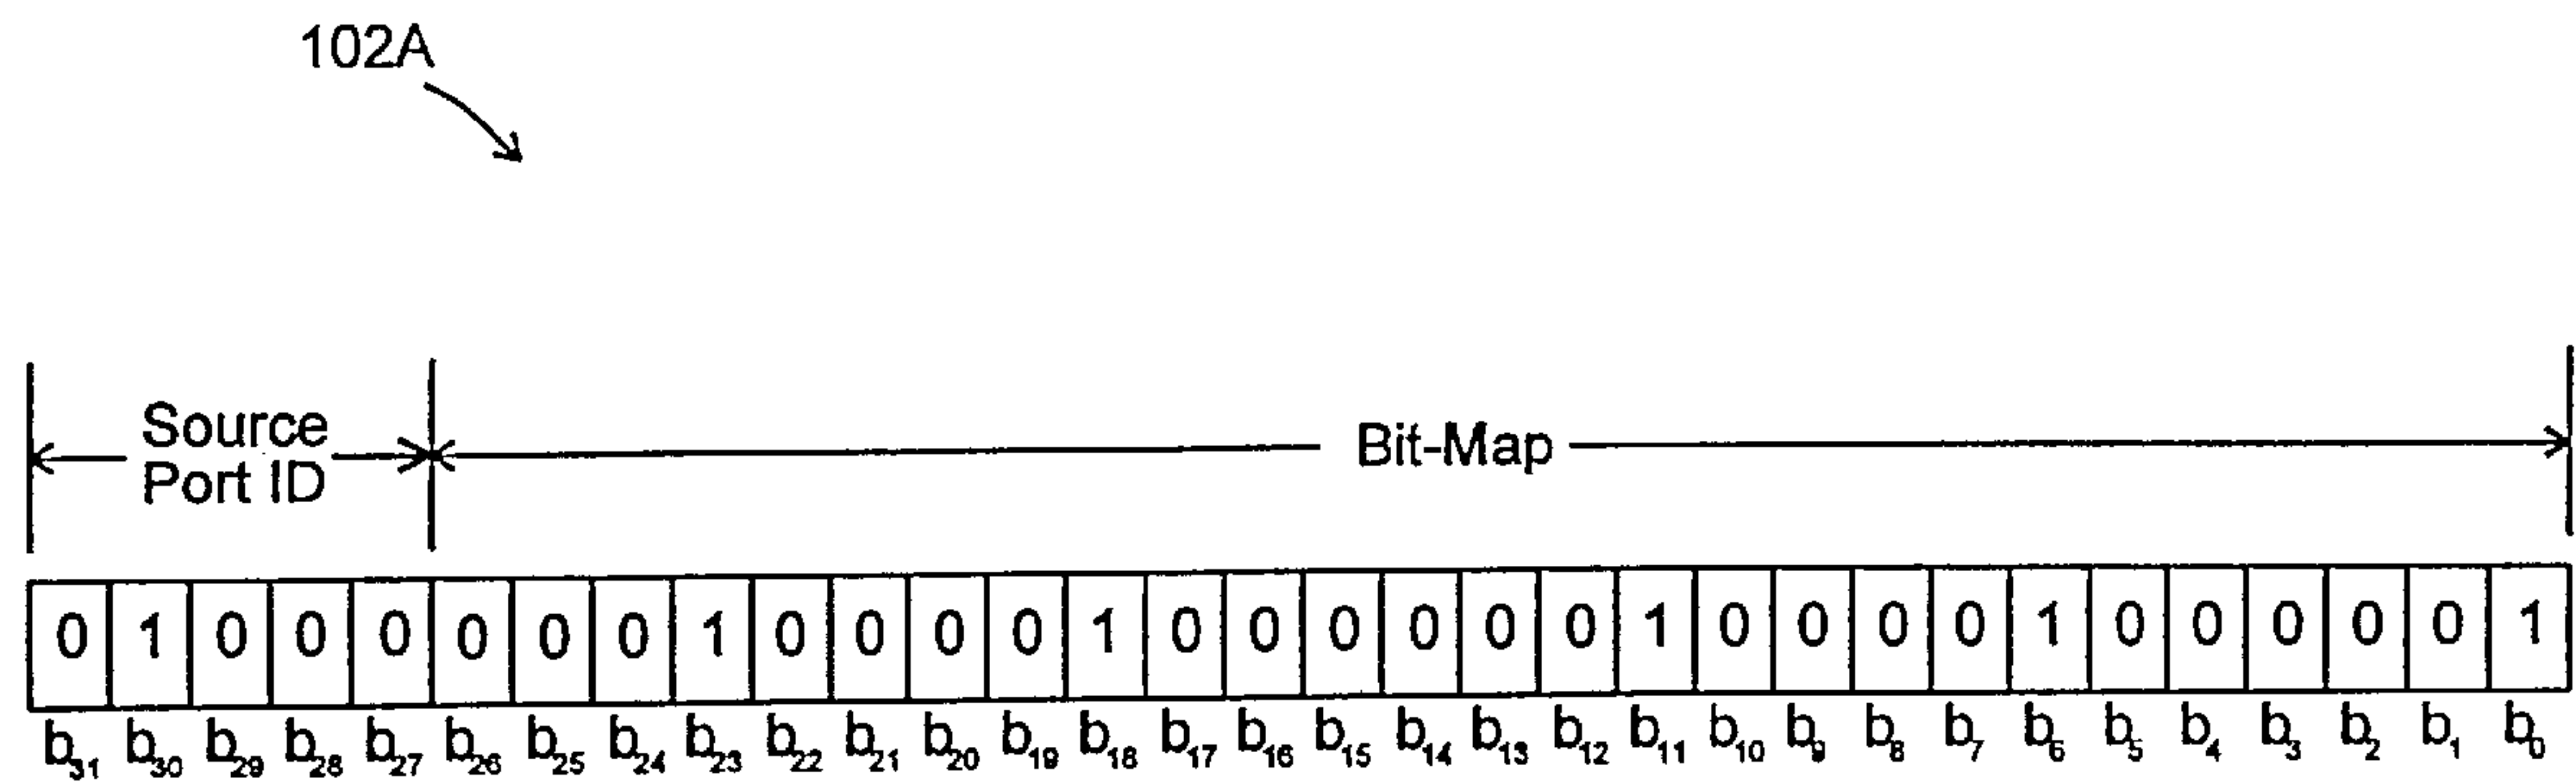 102A
Source
Port ID
Bit-Map
0 1 0 0 0 0 0 0 1 0 0 0 0 1 0 0 0 0 0 0 1 0 0 0 0 1 0 0 0 0 0 1
b₃₁ b₃₀ b₂₉ b₂₈ b₂₇ b₂₆ b₂₅ b₂₄ b₂₃ b₂₂ b₂₁ b₂₀ b₁₉ b₁₈ b₁₇ b₁₆ b₁₅ b₁₄ b₁₃ b₁₂ b₁₁ b₁₀ b₉ b₈ b₇ b₆ b₅ b₄ b₃ b₂ b₁ b₀